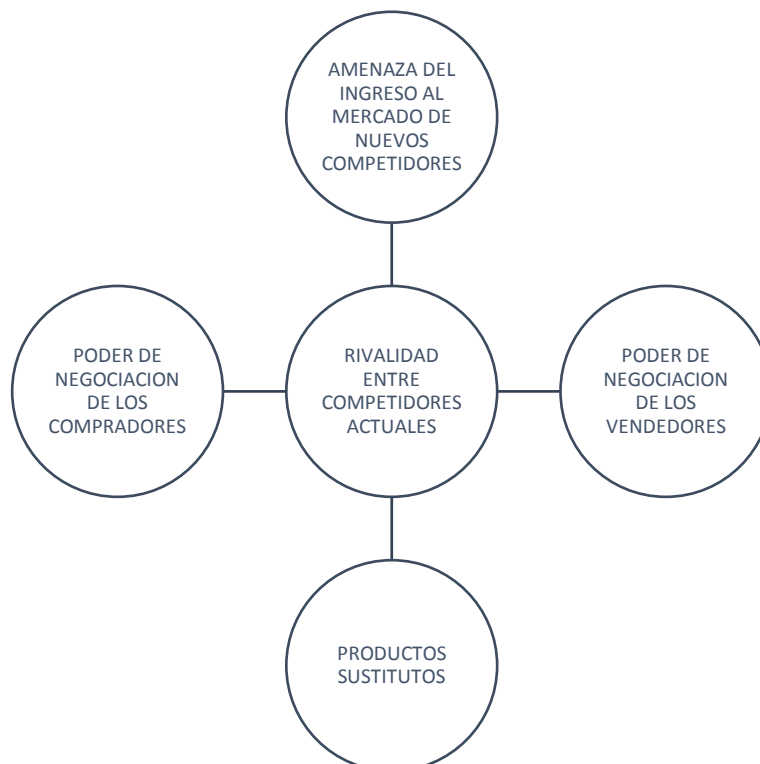 AMENAZA DEL
INGRESO AL
MERCADO DE
NUEVOS
COMPETIDORES
PODER DE
NEGOCIACION
DE LOS
COMPRADORES
RIVALIDAD
ENTRE
COMPETIDORES
ACTUALES
PODER DE
NEGOCIACION
DE LOS
VENDEDORES
PRODUCTOS
SUSTITUTOS